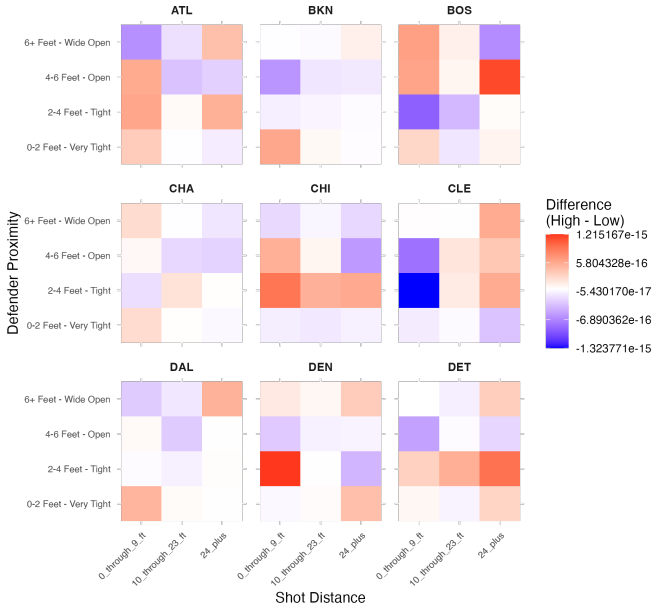 ATL
BKN
BOS
6+ Feet - Wide Open
4-6 Feet - Open
2-4 Feet - Tight
0-2 Feet - Very Tight
CHA
CHI
CLE
6+ Feet - Wide Open
4-6 Feet - Open
2-4 Feet - Tight
0-2 Feet - Very Tight
Defender Proximity
Difference
(High - Low)
1.215167e-15
5.804328e-16
-5.430170e-17
-6.890362e-16
-1.323771e-15
DAL
DEN
DET
6+ Feet - Wide Open
4-6 Feet - Open
2-4 Feet - Tight
0-2 Feet - Very Tight
0_through_9_ft
10_through_23_ft
24_plus
0_through_9_ft
10_through_23_ft
24_plus
0_through_9_ft
10_through_23_ft
24_plus
Shot Distance